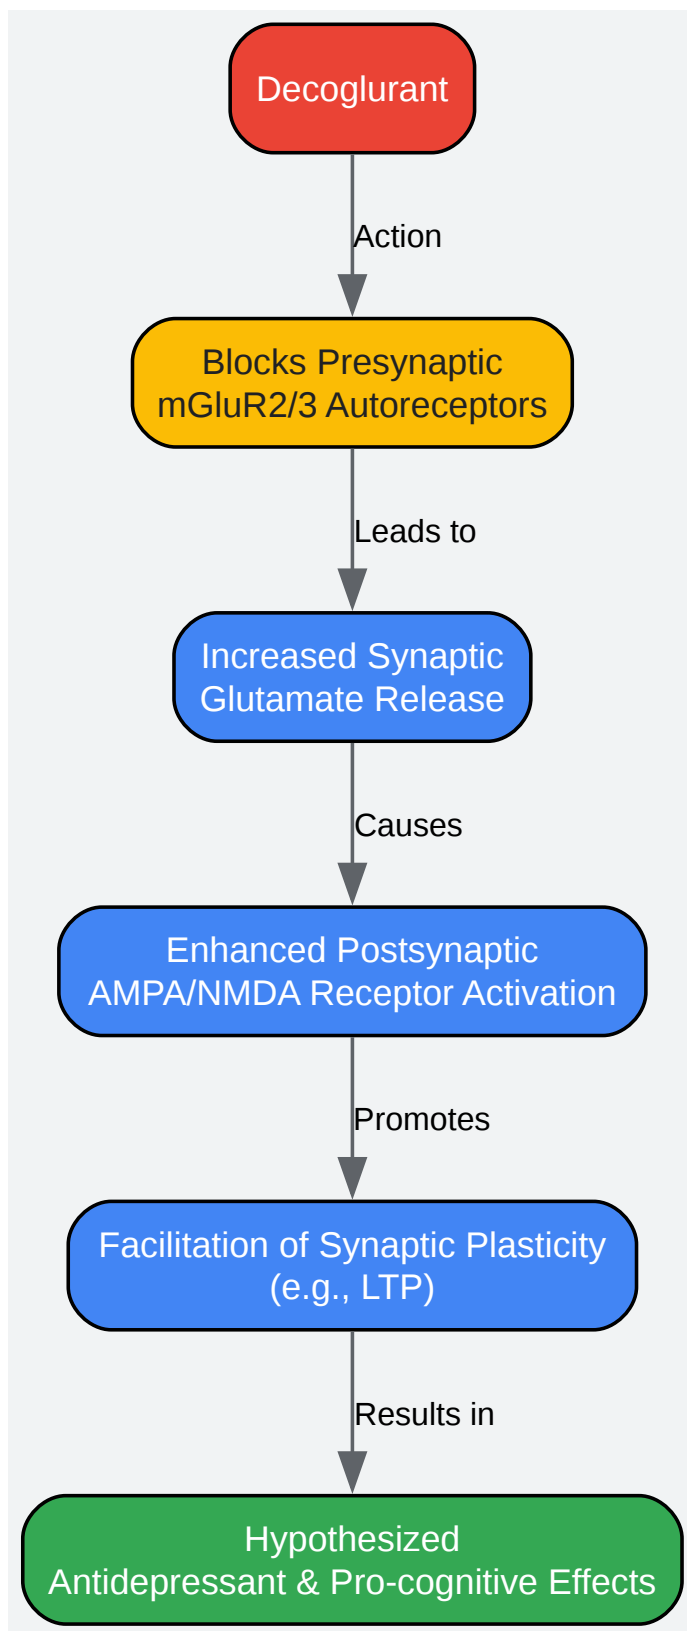 Decoglurant
Action
Blocks Presynaptic
mGluR2/3 Autoreceptors
Leads to
Increased Synaptic
Glutamate Release
Causes
Enhanced Postsynaptic
AMPA/NMDA Receptor Activation
Promotes
Facilitation of Synaptic Plasticity
(e.g., LTP)
Results in
Hypothesized
Antidepressant & Pro-cognitive Effects